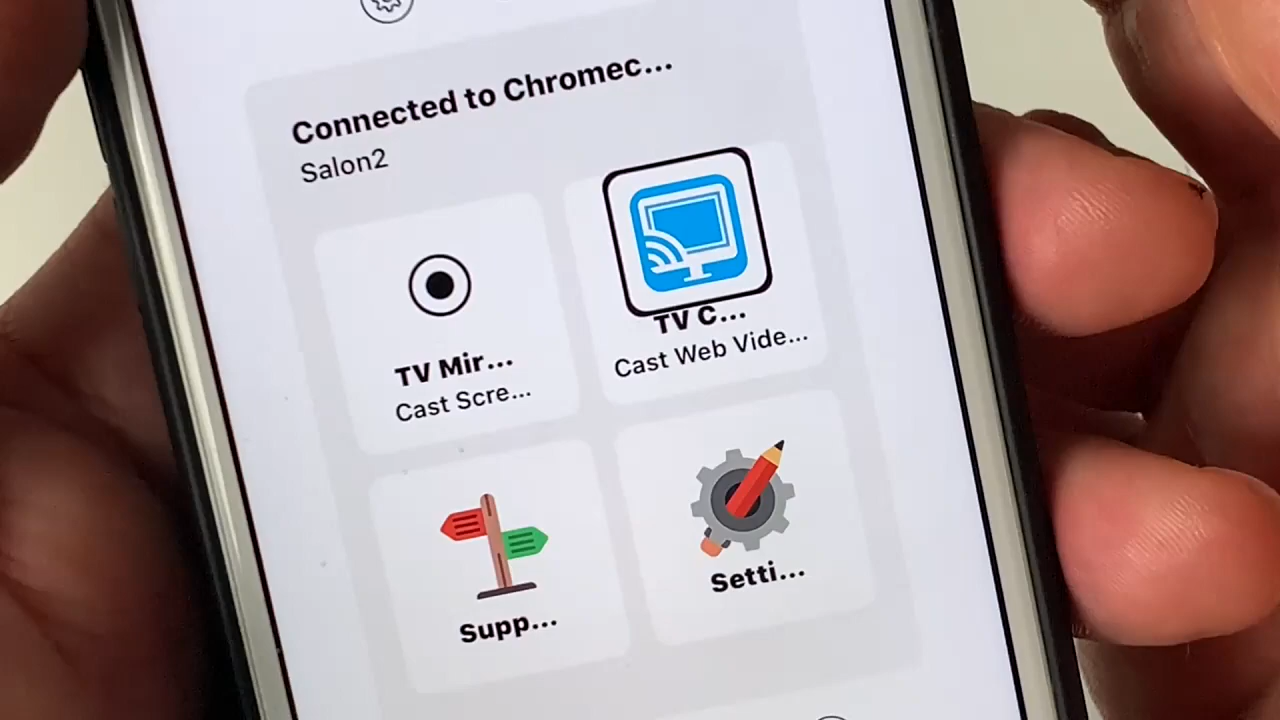 Connected to Chromec...
Salon2
TV Mir...
Cast Scre...
TV C...
Cast Web Vide...
Supp...
Setti...